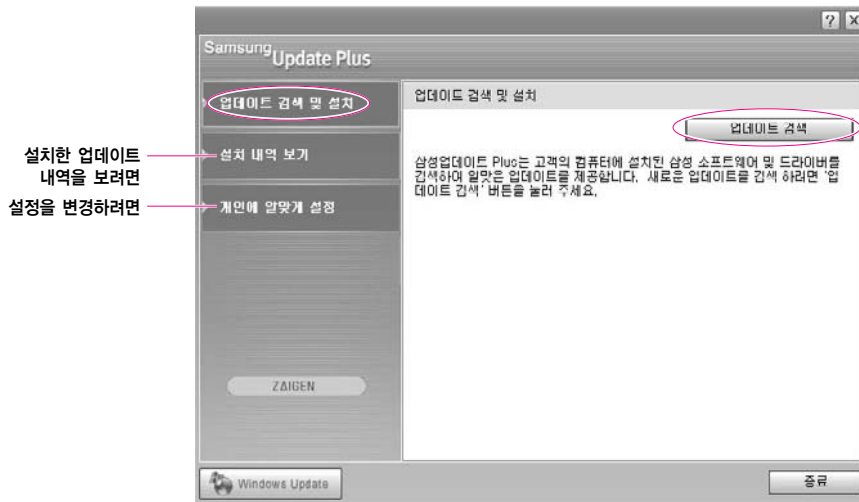 Samsung Update Plus
업데이트 검색 및 설치
설치 내역 보기
개인에 알맞게 설정
ZAIGEN
설치한 업데이트
내역을 보려면
설정을 변경하려면
업데이트 검색 및 설치
업데이트 검색
삼성업데이트 Plus는 고객의 컴퓨터에 설치된 삼성 소프트웨어 및 드라이버를
검색하여 알맞은 업데이트를 제공합니다. 새로운 업데이트를 검색 하려면 '업
데이트 검색' 버튼을 눌러 주세요.
Windows Update
종료